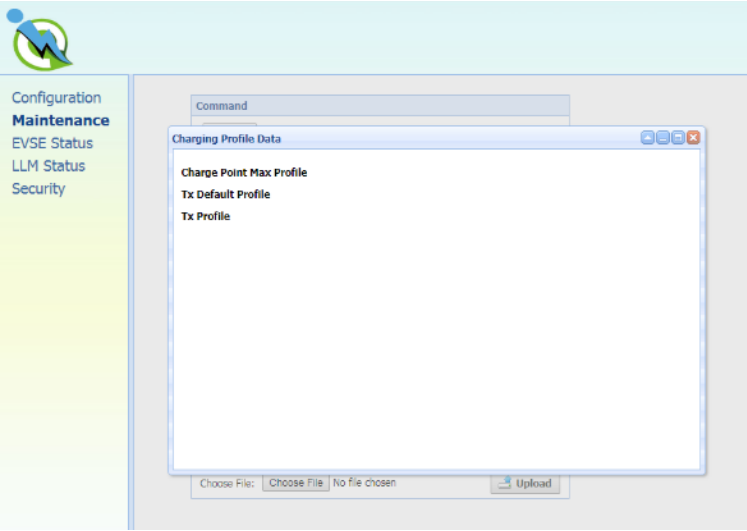 Configuration
Maintenance
EVSE Status
LLM Status
Security
Command
Charging Profile Data
Charge Point Max Profile
Tx Default Profile
Tx Profile
Choose File: Choose File No file chosen Upload